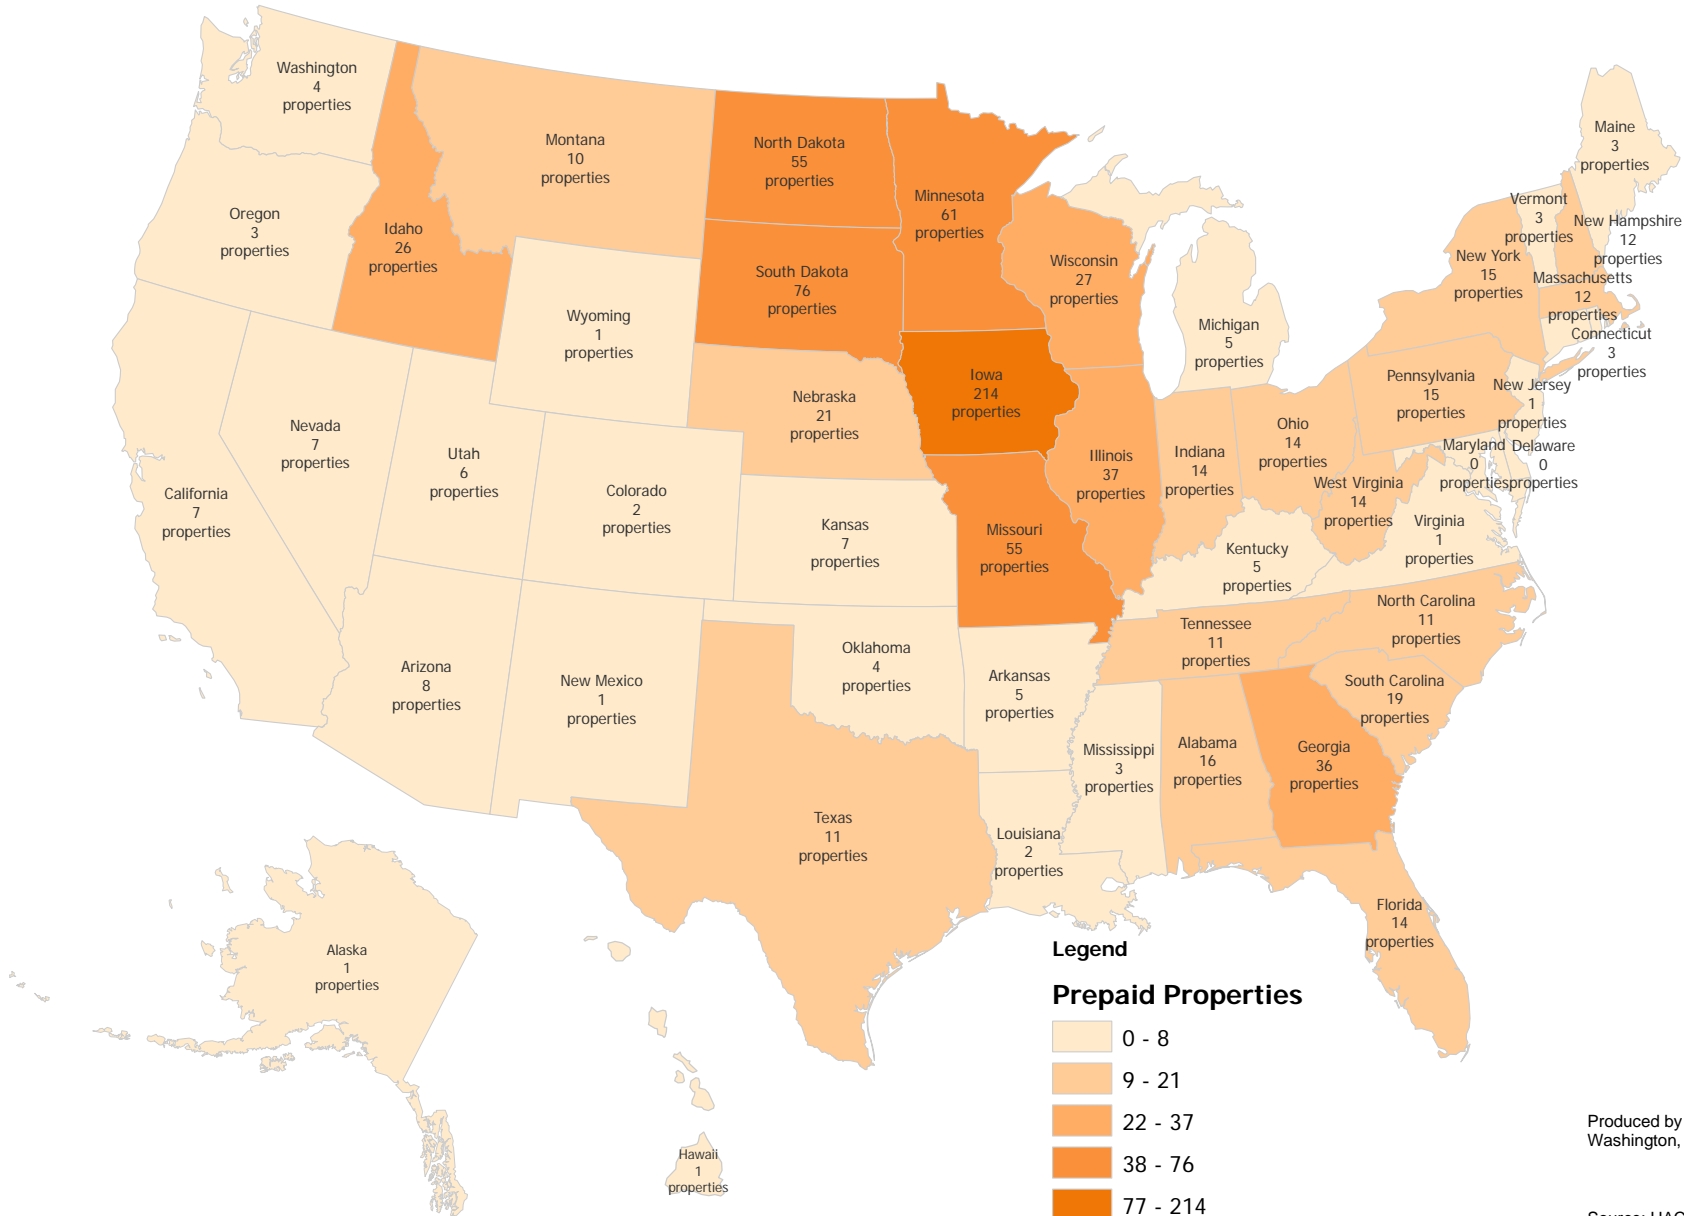 Washington
4
properties
Montana
10
properties
North Dakota
55
properties
Minnesota
61
properties
Maine
3
properties
Oregon
3
properties
Idaho
26
properties
Vermont
3
properties
New Hampshire
12
properties
South Dakota
76
properties
Wisconsin
27
properties
New York
15
properties
Massachusetts
12
properties
Wyoming
1
properties
Michigan
5
properties
Connecticut
3
properties
Iowa
214
properties
Nebraska
21
properties
Pennsylvania
15
properties
New Jersey
1
properties
Nevada
7
properties
Utah
6
properties
Illinois
37
properties
Indiana
14
properties
Ohio
14
properties
Maryland
0
properties
Delaware
0
properties
California
7
properties
Colorado
2
properties
Kansas
7
properties
Missouri
55
properties
West Virginia
14
properties
Virginia
1
properties
Kentucky
5
properties
North Carolina
11
properties
Tennessee
11
properties
Arizona
8
properties
New Mexico
1
properties
Oklahoma
4
properties
Arkansas
5
properties
South Carolina
19
properties
Mississippi
3
properties
Alabama
16
properties
Georgia
36
properties
Texas
11
properties
Louisiana
2
properties
Florida
14
properties
Alaska
1
properties
Hawaii
1
properties
Legend
Prepaid Properties
0 - 8
9 - 21
22 - 37
38 - 76
77 - 214
Produced by
Washington,